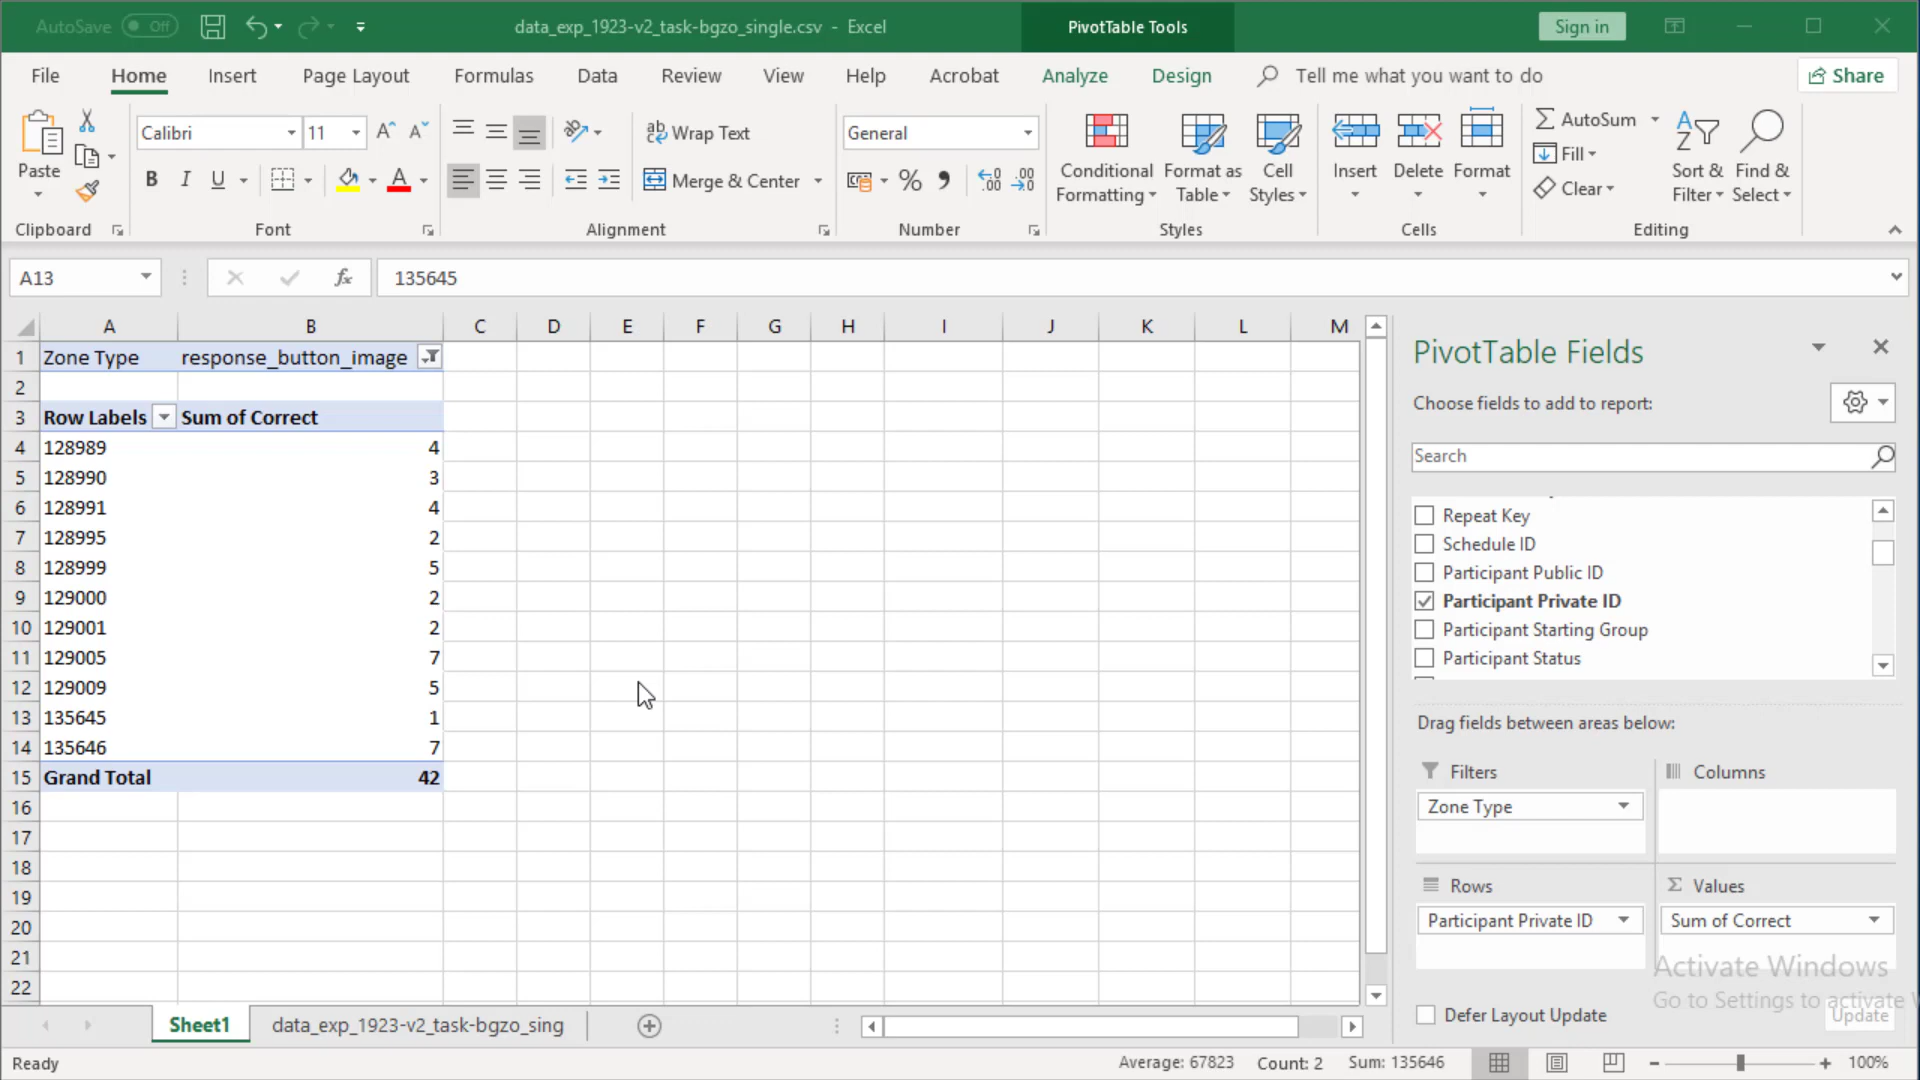 AutoSave Off data_exp_1923-v2_task-bgzo_single.csv - Excel PivotTable Tools Sign in
File Home Insert Page Layout Formulas Data Review View Help Acrobat Analyze Design Tell me what you want to do Share
Paste
Clipboard
Calibri 11
B I U A
Font
ab Wrap Text
Merge & Center
Alignment
General
%
Number
Conditional Formatting
Format as Table
Cell Styles
Styles
Insert
Delete
Format
Cells
AutoSum
Fill
Clear
Sort & Filter
Find & Select
Editing
A13 fx 135645
A B C D E F G H I J K L M
1 Zone Type response_button_image
2
3 Row Labels Sum of Correct
4 128989 4
5 128990 3
6 128991 4
7 128995 2
8 128999 5
9 129000 2
10 129001 2
11 129005 7
12 129009 5
13 135645 1
14 135646 7
15 Grand Total 42
16
17
18
19
20
21
22
PivotTable Fields
Choose fields to add to report:
Search
Repeat Key
Schedule ID
Participant Public ID
Participant Private ID
Participant Starting Group
Participant Status
Drag fields between areas below:
Filters
Zone Type
Columns
Rows
Participant Private ID
Σ Values
Sum of Correct
Activate Windows
Go to Settings to activate W
Defer Layout Update Update
Sheet1 data_exp_1923-v2_task-bgzo_sing
Ready Average: 67823 Count: 2 Sum: 135646 100%